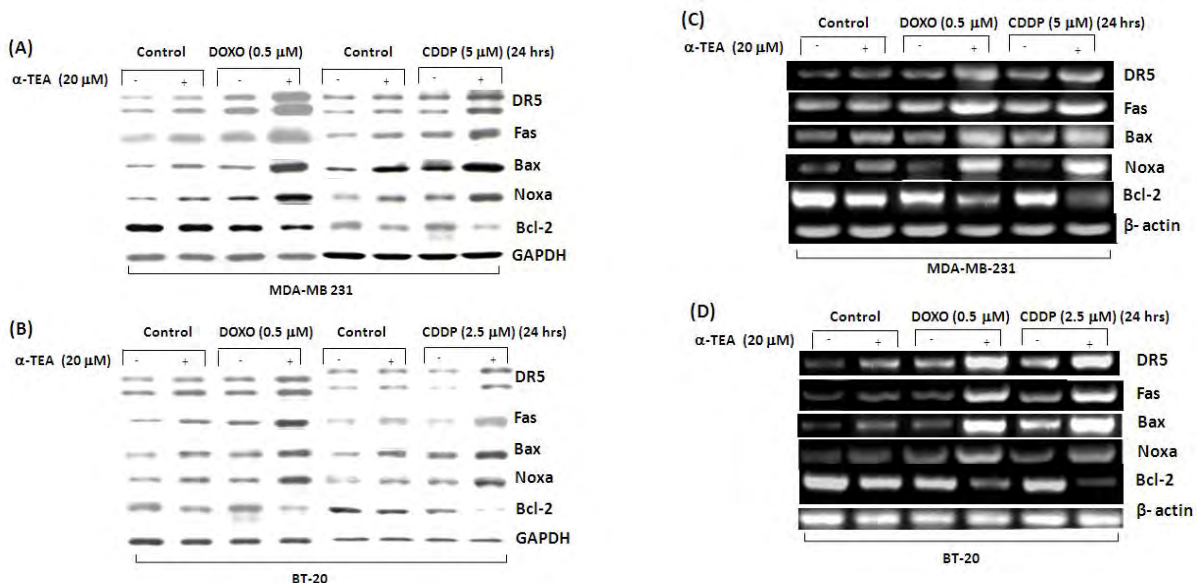 (A)
Control DOXO (0.5 μM) Control CDDP (5 μM) (24 hrs)
α-TEA (20 μM) - + - + - + - +
DR5
Fas
Bax
Noxa
Bcl-2
GAPDH
MDA-MB 231
(B)
Control DOXO (0.5 μM) Control CDDP (2.5 μM) (24 hrs)
α-TEA (20 μM) - + - + - + - +
DR5
Fas
Bax
Noxa
Bcl-2
GAPDH
BT-20
(C)
Control DOXO (0.5 μM) CDDP (5 μM) (24 hrs)
α-TEA (20 μM) - + - + - +
DR5
Fas
Bax
Noxa
Bcl-2
β- actin
MDA-MB-231
(D)
Control DOXO (0.5 μM) CDDP (2.5 μM) (24 hrs)
α-TEA (20 μM) - + - + - +
DR5
Fas
Bax
Noxa
Bcl-2
β- actin
BT-20